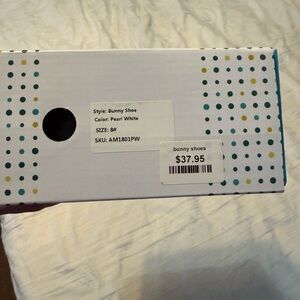 Style: Bunny Shoe
Color: Pearl White
SIZE: 8#
SKU: AM1801PW
bunny shoes
$37.95